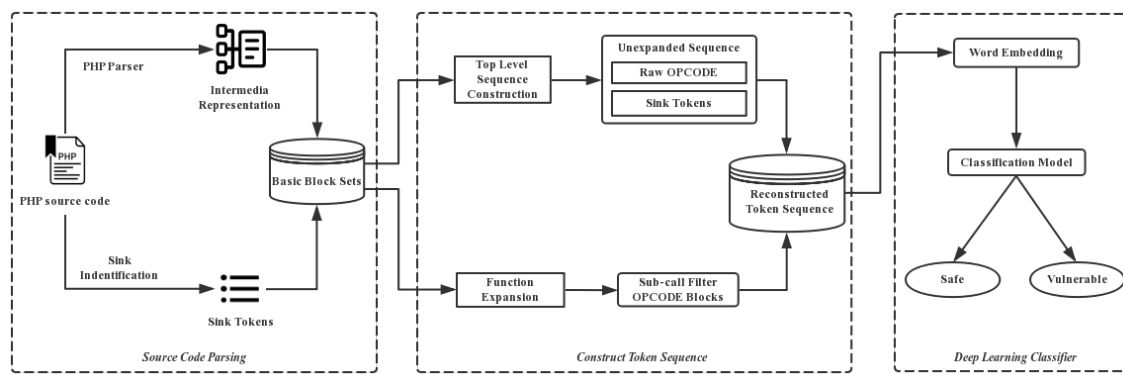 PHP Parser
Intermedia
Representation
PHP
PHP source code
Basic Block Sets
Sink
Indentification
Sink Tokens
Source Code Parsing
Top Level
Sequence
Construction
Unexpanded Sequence
Raw OPCODE
Sink Tokens
Reconstructed
Token Sequence
Function
Expansion
Sub-call Filter
OPCODE Blocks
Construct Token Sequence
Word Embedding
Classification Model
Safe
Vulnerable
Deep Learning Classifier